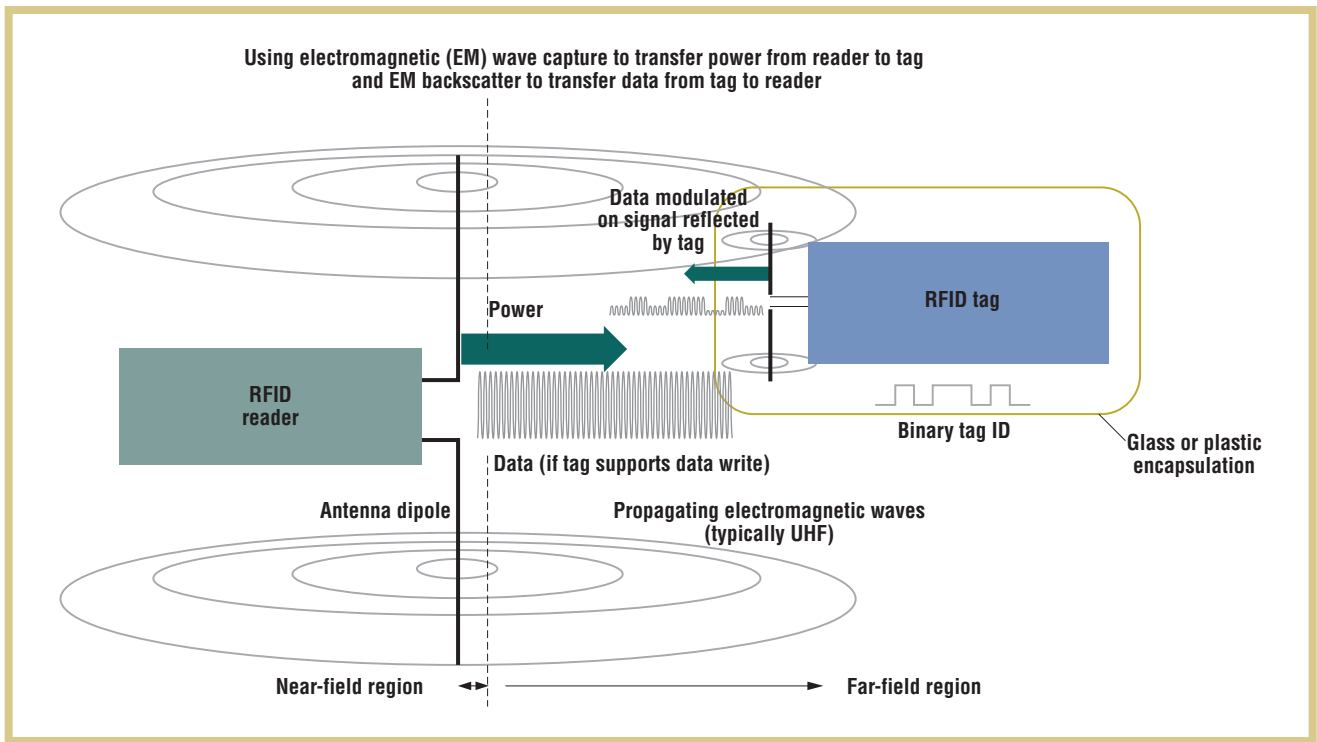 Using electromagnetic (EM) wave capture to transfer power from reader to tag
and EM backscatter to transfer data from tag to reader
Data modulated
on signal reflected
by tag
RFID tag
Power
RFID
reader
Binary tag ID
Glass or plastic
encapsulation
Data (if tag supports data write)
Antenna dipole
Propagating electromagnetic waves
(typically UHF)
Near-field region
Far-field region